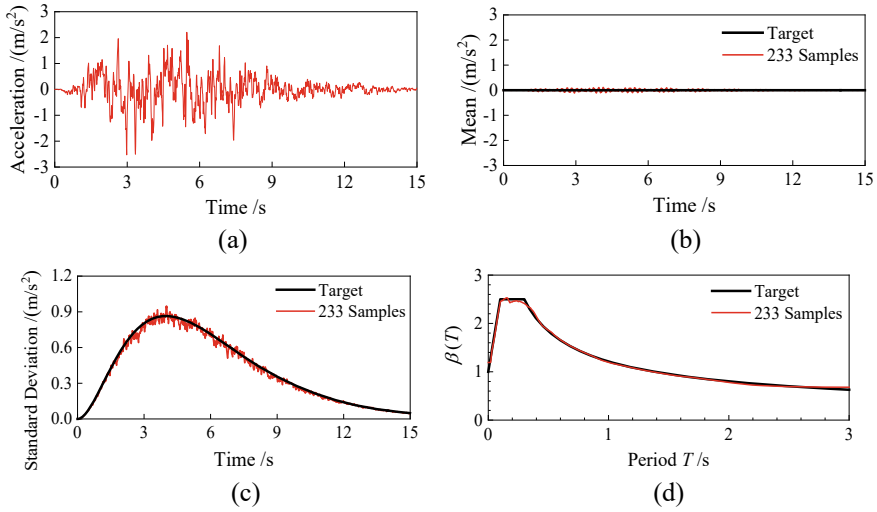 3
2
1
0
-1
-2
-3
Acceleration /(m/s²)
0 3 6 9 12 15
Time /s
(a)
3
2
1
0
-1
-2
-3
Mean /(m/s²)
Target
233 Samples
0 3 6 9 12 15
Time /s
(b)
1.2
0.9
0.6
0.3
0.0
Standard Deviation /(m/s²)
Target
233 Samples
0 3 6 9 12 15
Time /s
(c)
3
2
1
0
β(T)
Target
233 Samples
0 1 2 3
Period T /s
(d)